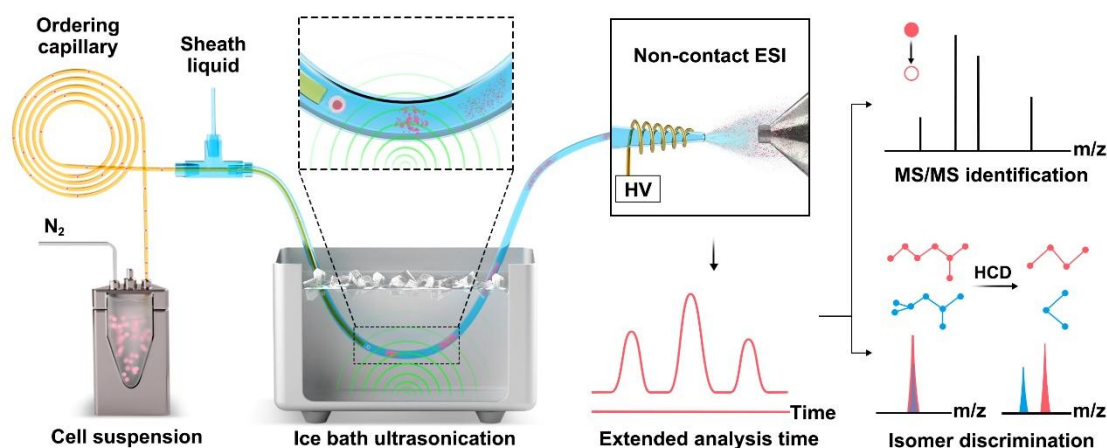 Ordering
capillary
Sheath
liquid
N₂
Cell suspension
Ice bath ultrasonication
Non-contact ESI
HV
Time
Extended analysis time
m/z
MS/MS identification
HCD
m/z
m/z
Isomer discrimination